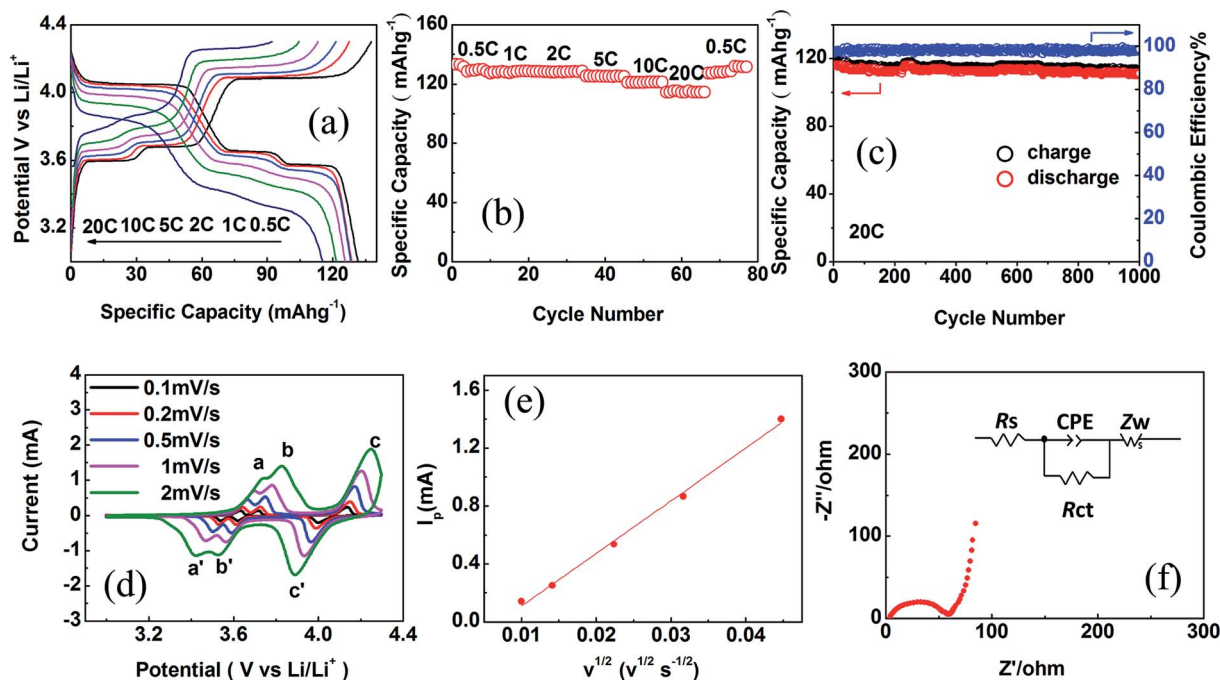 4.4
4.0
3.6
3.2
Potential V vs Li/Li+
(a)
20C 10C 5C 2C 1C 0.5C
0 30 60 90 120
Specific Capacity (mAhg-1)
160
120
80
40
0
Specific Capacity ( mAhg-1)
0.5C 1C 2C 5C 10C 20C 0.5C
(b)
0 20 40 60 80
Cycle Number
160
120
80
40
0
Specific Capacity ( mAhg-1)
(c)
charge
discharge
20C
0 200 400 600 800 1000
Cycle Number
100
80
60
40
20
0
Coulombic Efficiency%
4
3
2
1
0
-1
-2
-3
Current (mA)
0.1mV/s
0.2mV/s
0.5mV/s
1mV/s
2mV/s
a b c
a' b' c'
(d)
3.2 3.6 4.0 4.4
Potential ( V vs Li/Li+)
1.6
1.2
0.8
0.4
0.0
Ip(mA)
(e)
0.01 0.02 0.03 0.04
v1/2 (v1/2 s-1/2)
300
200
100
0
-Z''/ohm
Rs CPE Zw
s
Rct
(f)
0 100 200 300
Z'/ohm